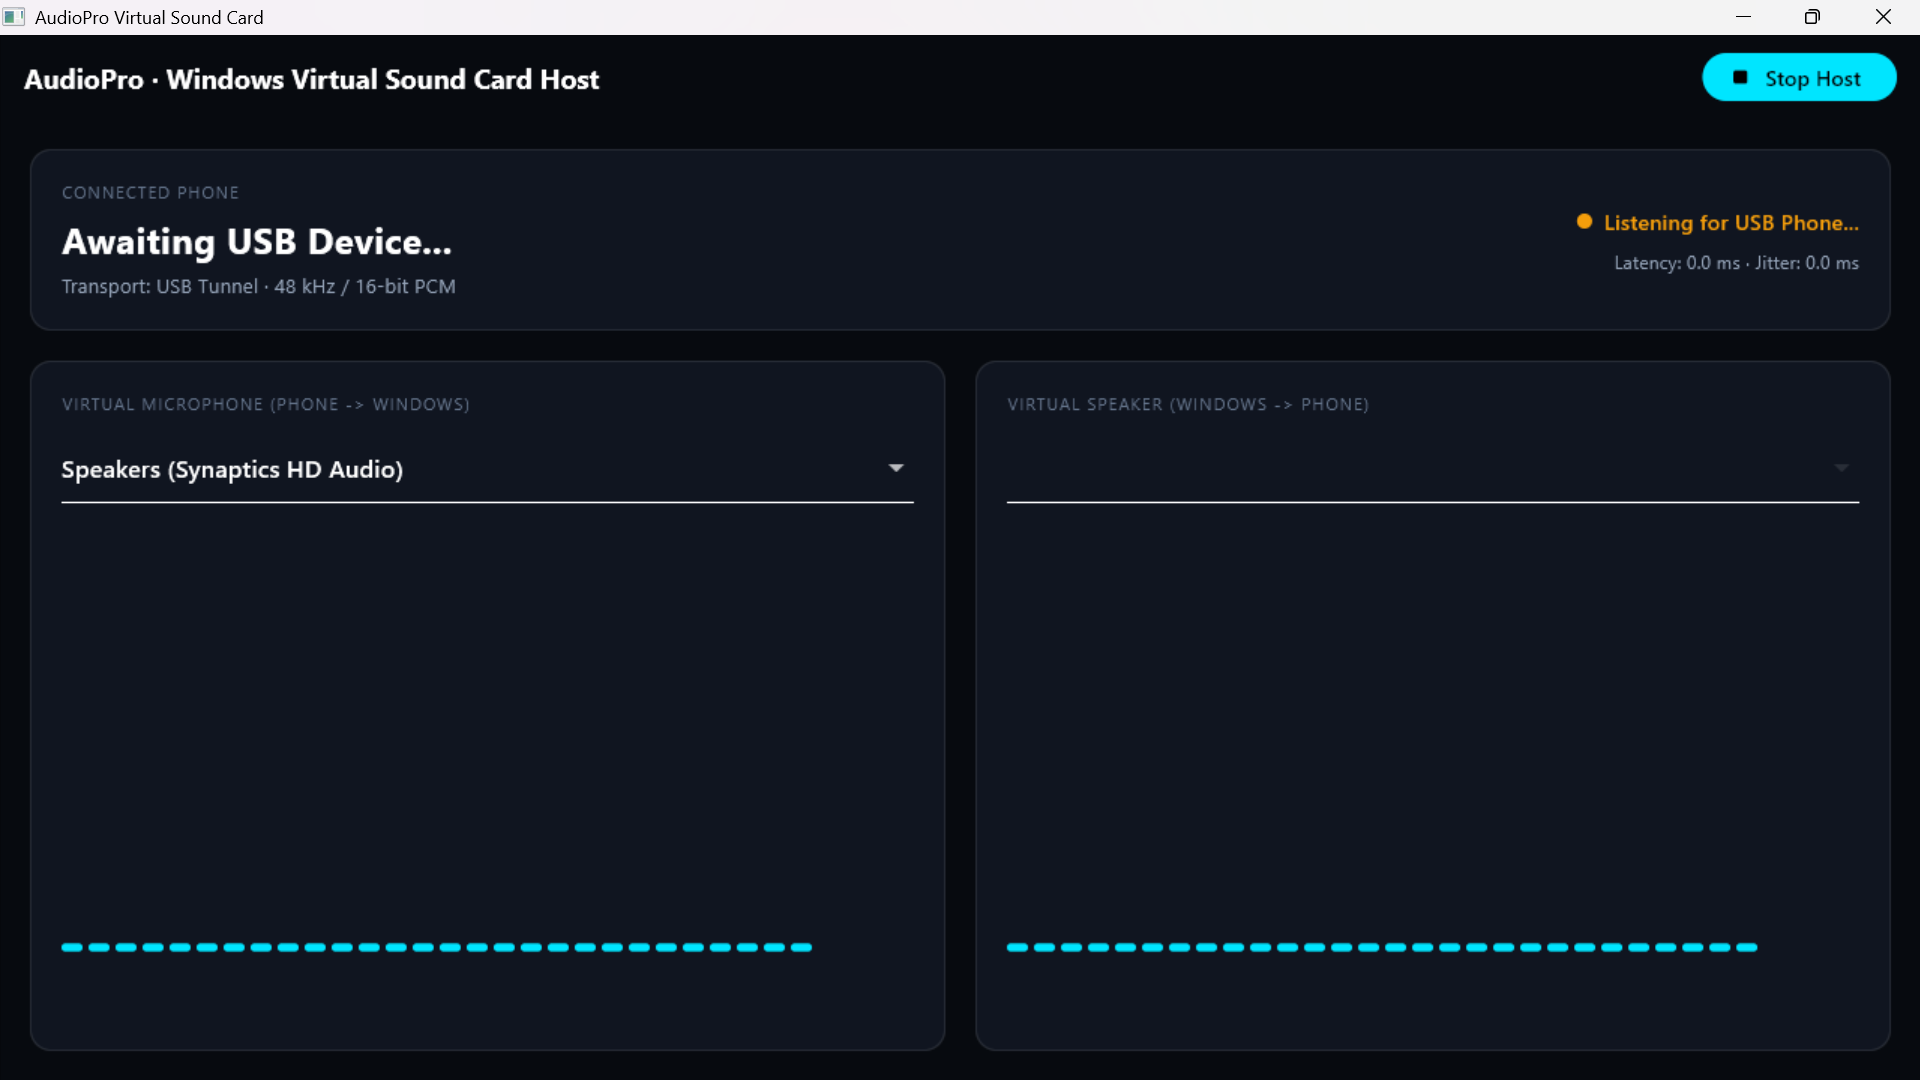 AudioPro Virtual Sound Card
AudioPro · Windows Virtual Sound Card Host
Stop Host
CONNECTED PHONE
Awaiting USB Device...
Transport: USB Tunnel · 48 kHz / 16-bit PCM
Listening for USB Phone...
Latency: 0.0 ms · Jitter: 0.0 ms
VIRTUAL MICROPHONE (PHONE -> WINDOWS)
Speakers (Synaptics HD Audio)
VIRTUAL SPEAKER (WINDOWS -> PHONE)